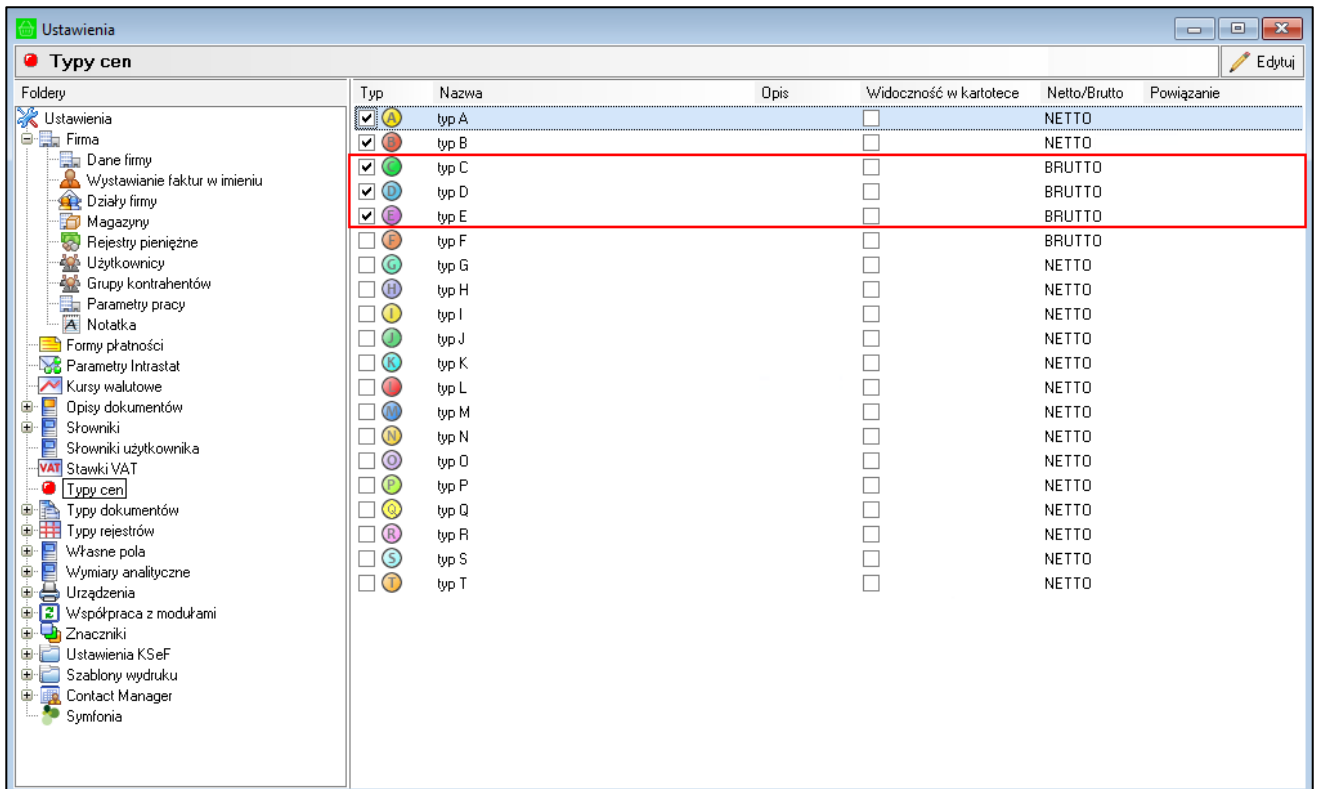 Ustawienia
Typy cen
Edytuj
Foldery
Ustawienia
Firma
Dane firmy
Wystawianie faktur w imieniu
Działy firmy
Magazyny
Rejestry pieniężne
Użytkownicy
Grupy kontrahentów
Parametry pracy
Notatka
Formy płatności
Parametry Intrastat
Kursy walutowe
Opisy dokumentów
Słowniki
Słowniki użytkownika
VAT Stawki VAT
Typy cen
Typy dokumentów
Typy rejestrów
Własne pola
Wymiary analityczne
Urządzenia
Współpraca z modułami
Znaczniki
Ustawienia KSeF
Szablony wydruku
Contact Manager
Symfonia
Typ Nazwa Opis Widoczność w kartotece Netto/Brutto Powiązanie
A typ A NETTO
B typ B NETTO
C typ C BRUTTO
D typ D BRUTTO
E typ E BRUTTO
F typ F BRUTTO
G typ G NETTO
H typ H NETTO
I typ I NETTO
J typ J NETTO
K typ K NETTO
L typ L NETTO
M typ M NETTO
N typ N NETTO
O typ O NETTO
P typ P NETTO
Q typ Q NETTO
R typ R NETTO
S typ S NETTO
T typ T NETTO